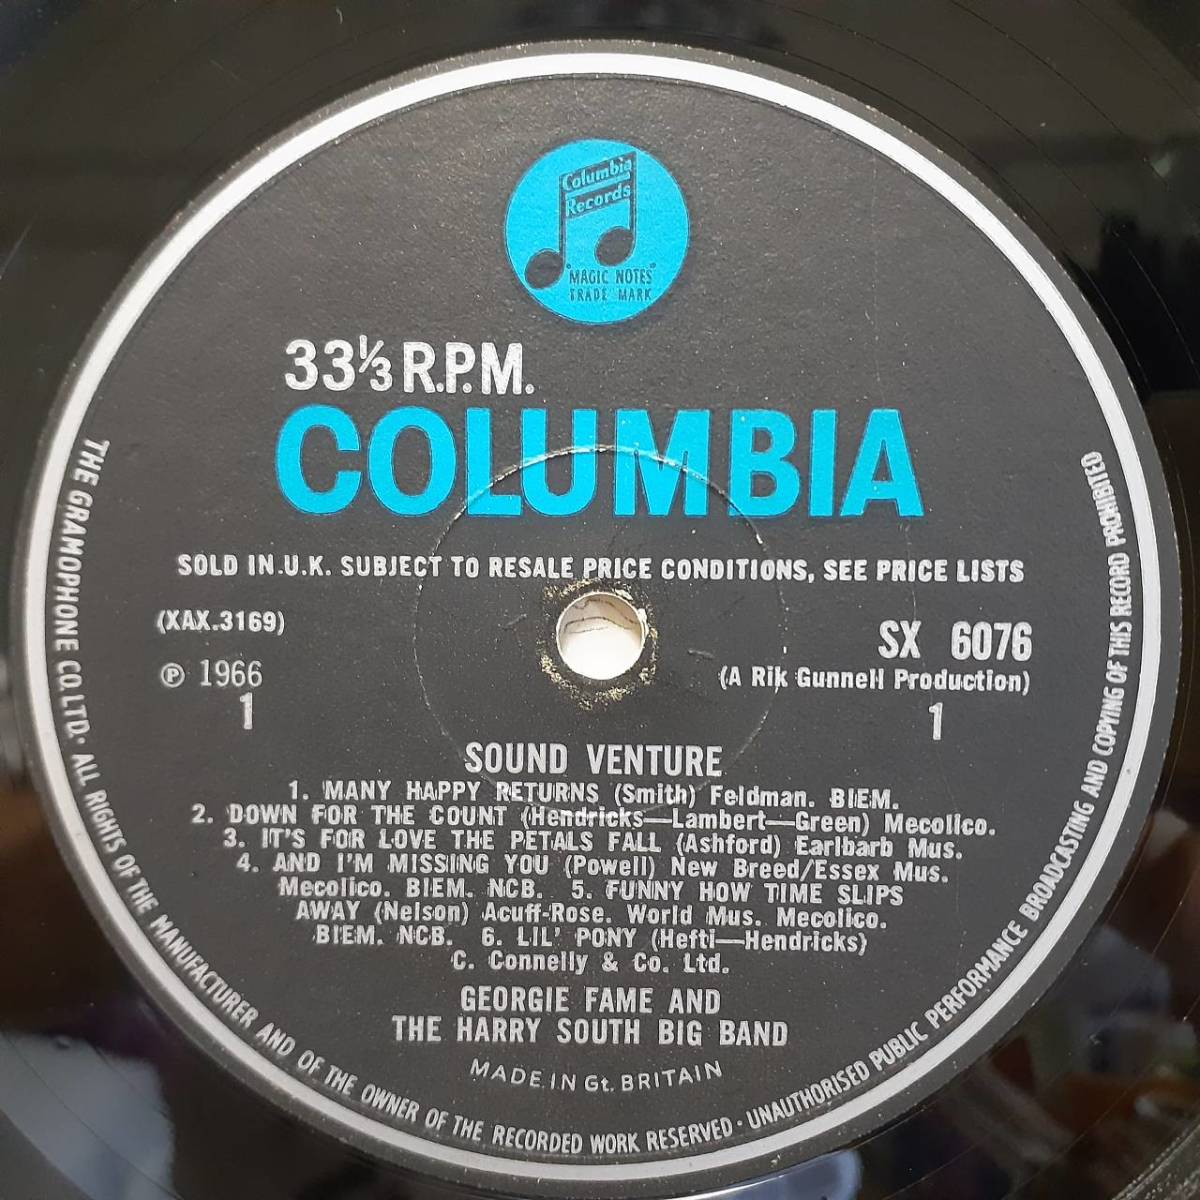 Columbia
Records
"MAGIC NOTES"
TRADE MARK
33⅓ R.P.M.
COLUMBIA
SOLD IN U.K. SUBJECT TO RESALE PRICE CONDITIONS, SEE PRICE LISTS
(XAX.3169)
SX 6076
℗ 1966
(A Rik Gunnell Production)
1
1
SOUND VENTURE
1. MANY HAPPY RETURNS (Smith) Feldman. BIEM.
2. DOWN FOR THE COUNT (Hendricks—Lambert—Green) Mecolico.
3. IT'S FOR LOVE THE PETALS FALL (Ashford) Earlbarb Mus.
4. AND I'M MISSING YOU (Powell) New Breed/Essex Mus.
Mecolico. BIEM. NCB. 5. FUNNY HOW TIME SLIPS
AWAY (Nelson) Acuff-Rose. World Mus. Mecolico.
BIEM. NCB. 6. LIL' PONY (Hefti—Hendricks)
C. Connelly & Co. Ltd.
GEORGIE FAME AND
THE HARRY SOUTH BIG BAND
MADE IN Gt. BRITAIN
THE GRAMOPHONE CO. LTD. · ALL RIGHTS OF THE MANUFACTURER AND OF THE OWNER OF THE RECORDED WORK RESERVED · UNAUTHORISED PUBLIC PERFORMANCE BROADCASTING AND COPYING OF THIS RECORD PROHIBITED